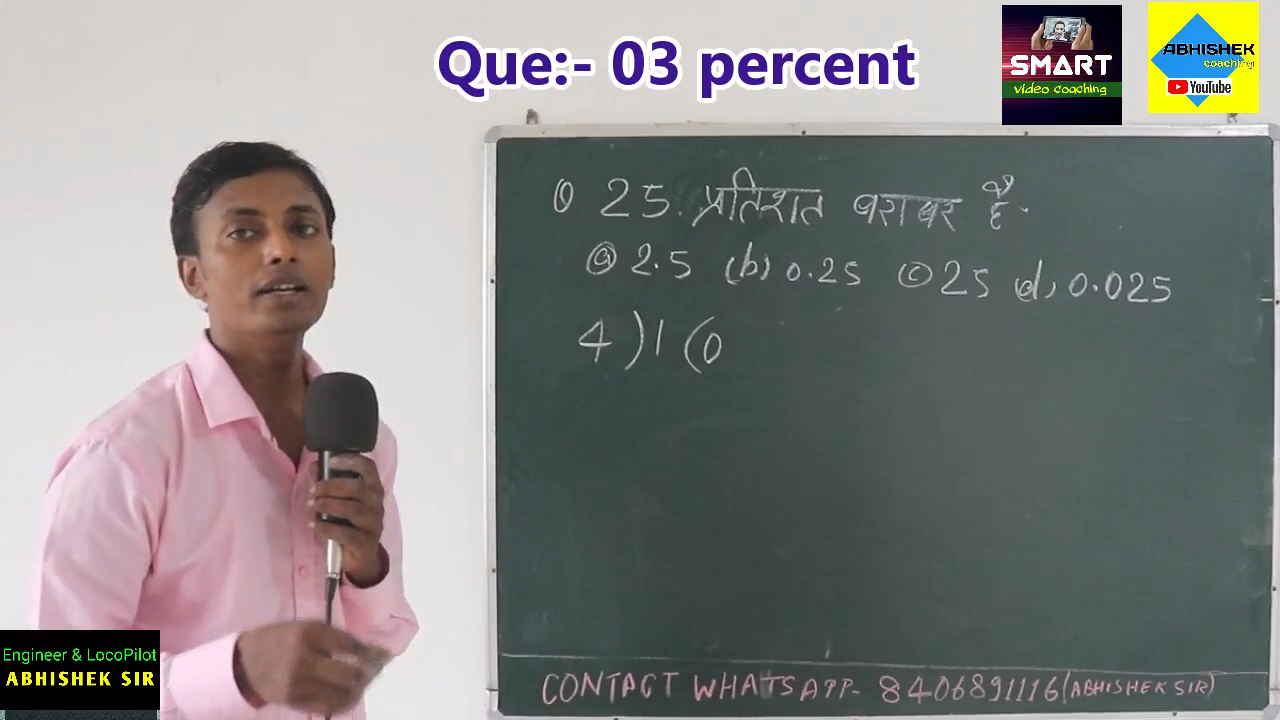 Que:- 03 percent
SMART
video coaching
ABHISHEK
coaching
YouTube
Q 25. प्रतिशत बराबर है.
(a) 2.5 (b) 0.25 (c) 25 (d) 0.025
4 ) 1 ( 0
Engineer & LocoPilot
ABHISHEK SIR
CONTACT WHATSAPP- 8406891116 (ABHISHEK SIR)